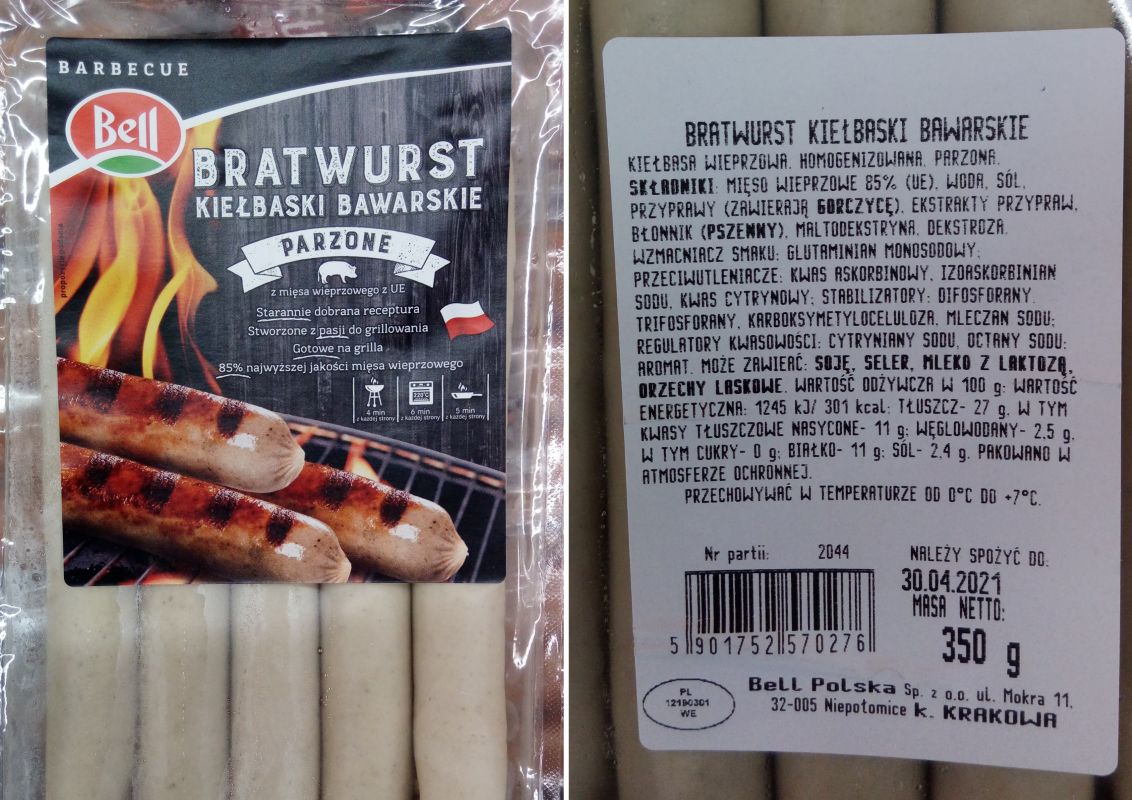 BARBECUE
Bell
BRATWURST
KIEŁBASKI BAWARSKIE
PARZONE
z mięsa wieprzowego z UE
Starannie dobrana receptura
Stworzone z pasji do grillowania
Gotowe na grilla
85% najwyższej jakości mięsa wieprzowego
220°C
4 min
z każdej strony
6 min
z każdej strony
5 min
z każdej strony
BRATWURST KIEŁBASKI BAWARSKIE
KIEŁBASA WIEPRZOWA, HOMOGENIZOWANA, PARZONA.
SKŁADNIKI: MIĘSO WIEPRZOWE 85% (UE), WODA, SÓL,
PRZYPRAWY (ZAWIERAJĄ GORCZYCĘ), EKSTRAKTY PRZYPRAW,
BŁONNIK (PSZENNY), MALTODEKSTRYNA, DEKSTROZA,
WZMACNIACZ SMAKU: GLUTAMINIAN MONOSODOWY;
PRZECIWUTLENIACZE: KWAS ASKORBINOWY, IZOASKORBINIAN
SODU, KWAS CYTRYNOWY; STABILIZATORY: DIFOSFORANY,
TRIFOSFORANY, KARBOKSYMETYLOCELULOZA, MLECZAN SODU;
REGULATORY KWASOWOŚCI: CYTRYNIANY SODU, OCTANY SODU;
AROMAT. MOŻE ZAWIERAĆ: SOJĘ, SELER, MLEKO Z LAKTOZĄ,
ORZECHY LASKOWE. WARTOŚĆ ODŻYWCZA W 100 g: WARTOŚĆ
ENERGETYCZNA: 1245 kJ/ 301 kcal; TŁUSZCZ- 27 g, W TYM
KWASY TŁUSZCZOWE NASYCONE- 11 g; WĘGLOWODANY- 2,5 g,
W TYM CUKRY- 0 g; BIAŁKO- 11 g; SÓL- 2,4 g. PAKOWANO W
ATMOSFERZE OCHRONNEJ.
PRZECHOWYWAĆ W TEMPERATURZE OD 0°C DO +7°C.
Nr partii: 2044
NALEŻY SPOŻYĆ DO:
30.04.2021
MASA NETTO:
350 g
5 901752 570276
PL
12190301
WE
Bell Polska Sp. z o.o. ul. Mokra 11,
32-005 Niepołomice k. KRAKOWA